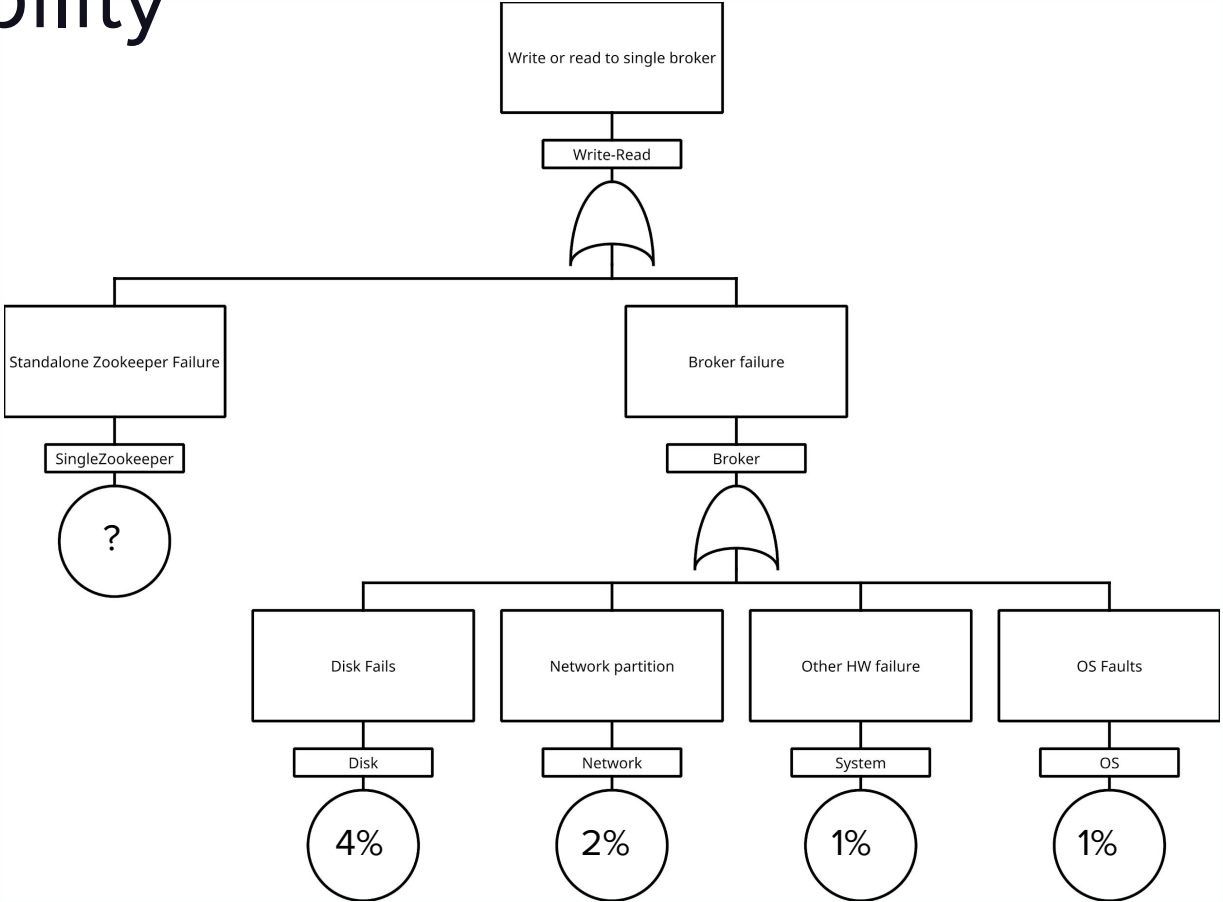 Write or read to single broker
Write-Read
Standalone Zookeeper Failure
Broker failure
SingleZookeeper
Broker
?
Disk Fails
Network partition
Other HW failure
OS Faults
Disk
Network
System
OS
4%
2%
1%
1%